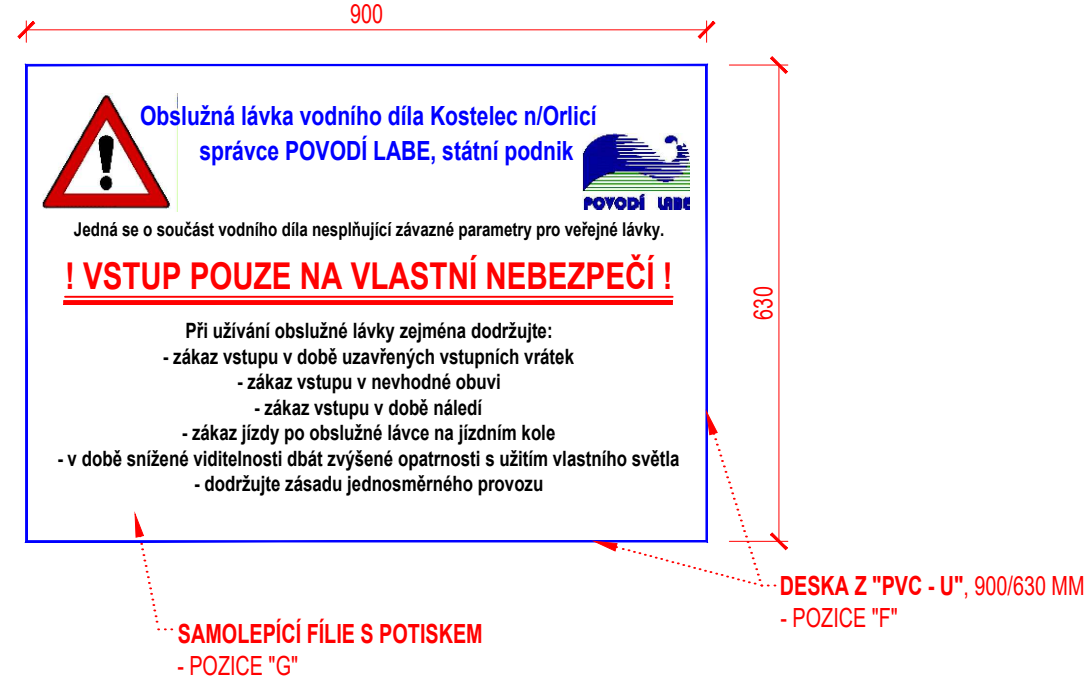 900
Obslužná lávka vodního díla Kostelec n/Orlicí
správce POVODÍ LABE, státní podnik
POVODÍ LABE
Jedná se o součást vodního díla nesplňující závazné parametry pro veřejné lávky.
! VSTUP POUZE NA VLASTNÍ NEBEZPEČÍ !
630
Při užívání obslužné lávky zejména dodržujte:
- zákaz vstupu v době uzavřených vstupních vrátek
- zákaz vstupu v nevhodné obuvi
- zákaz vstupu v době náledí
- zákaz jízdy po obslužné lávce na jízdním kole
- v době snížené viditelnosti dbát zvýšené opatrnosti s užitím vlastního světla
- dodržujte zásadu jednosměrného provozu
DESKA Z "PVC - U", 900/630 MM
- POZICE "F"
SAMOLEPÍCÍ FÍLIE S POTISKEM
- POZICE "G"